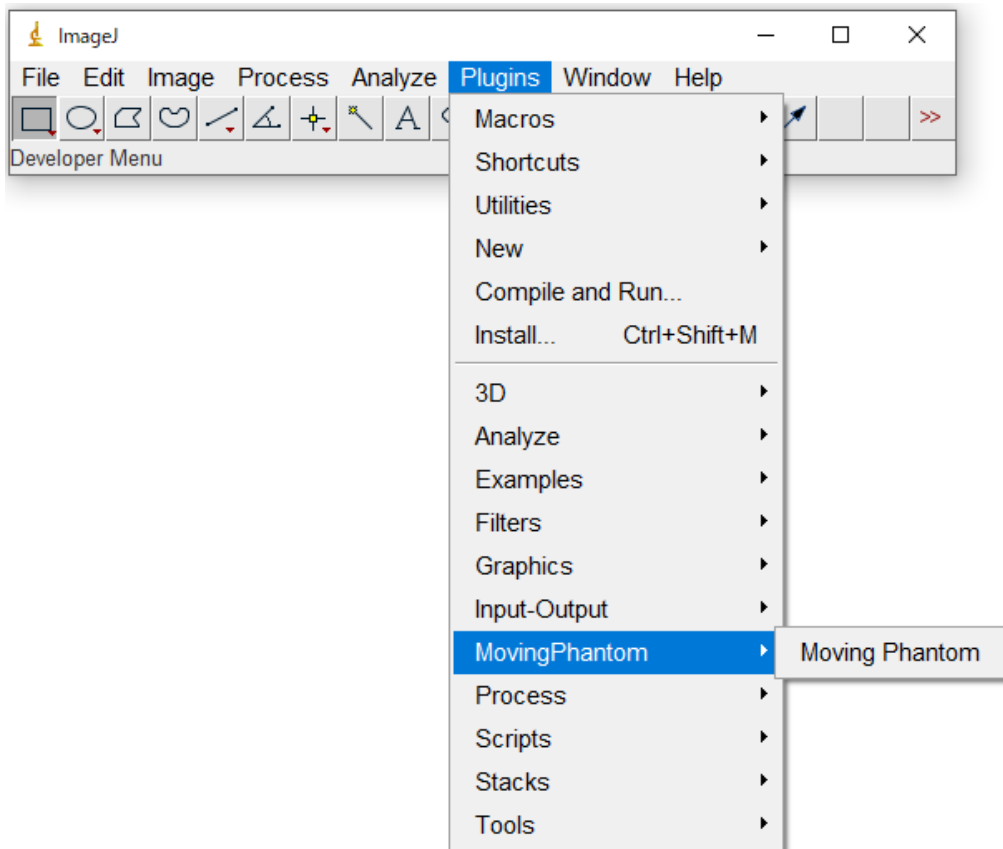 ImageJ
File Edit Image Process Analyze Plugins Window Help
A >>
Developer Menu
Macros
Shortcuts
Utilities
New
Compile and Run...
Install... Ctrl+Shift+M
3D
Analyze
Examples
Filters
Graphics
Input-Output
MovingPhantom
Moving Phantom
Process
Scripts
Stacks
Tools